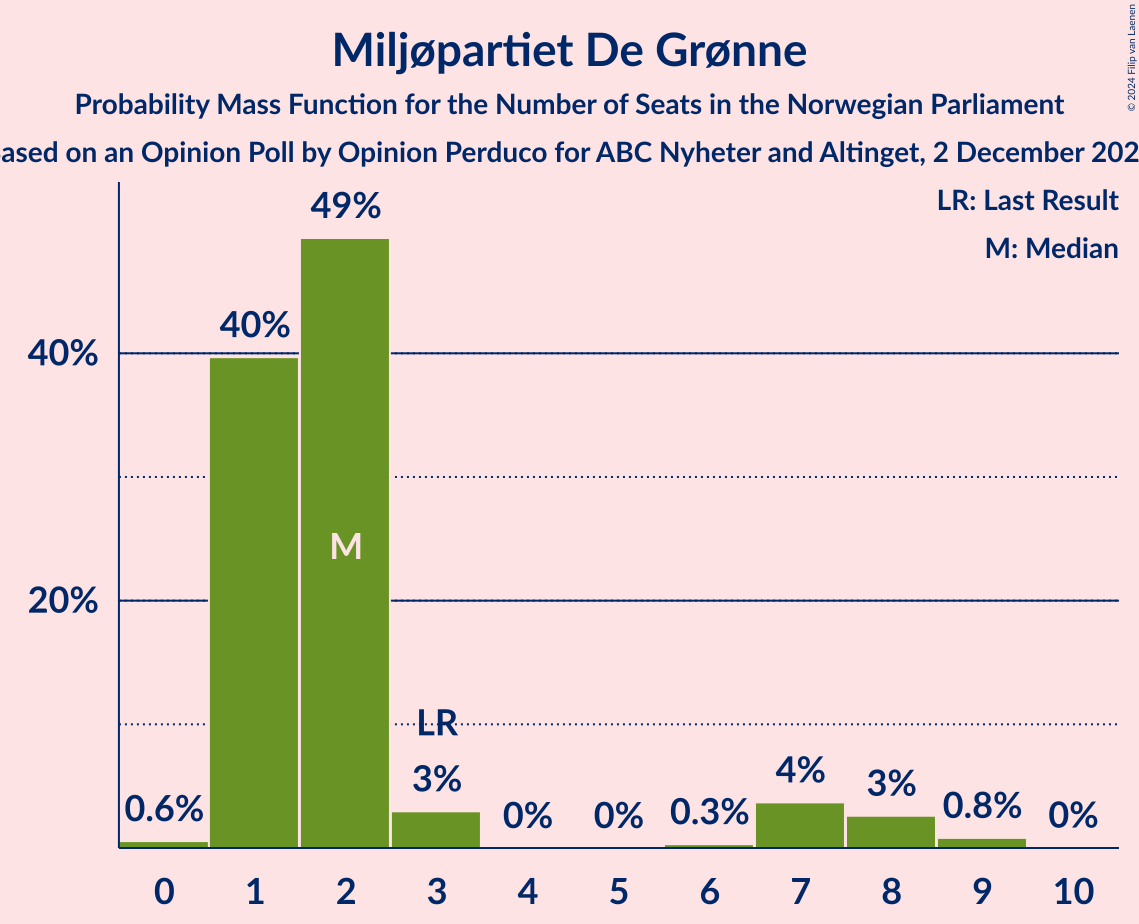 Miljøpartiet De Grønne
Probability Mass Function for the Number of Seats in the Norwegian Parliament
ased on an Opinion Poll by Opinion Perduco for ABC Nyheter and Altinget, 2 December 202
© 2024 Filip van Laenen
LR: Last Result
M: Median
49%
40%
40%
M
20%
LR
0.6%
3%
0%
0%
0.3%
4%
3%
0.8%
0%
0 1 2 3 4 5 6 7 8 9 10